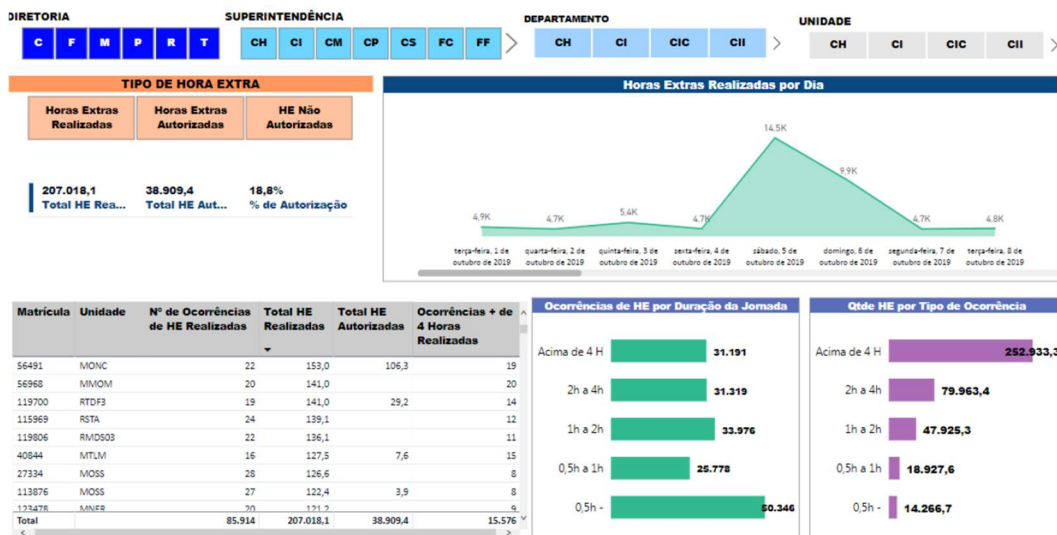 DIRETORIA
SUPERINTENDÊNCIA
DEPARTAMENTO
UNIDADE
C F M P R T
CH CI CM CP CS FC FF
CH CI CIC CII
CH CI CIC CII
TIPO DE HORA EXTRA
Horas Extras Realizadas
Horas Extras Autorizadas
HE Não Autorizadas
207.018,1
Total HE Rea...
38.909,4
Total HE Aut...
18,8%
% de Autorização
Horas Extras Realizadas por Dia
4,9K 4,7K 5,4K 4,7K 14,5K 9,9K 4,7K 4,8K
terça-feira, 1 de outubro de 2019
quarta-feira, 2 de outubro de 2019
quinta-feira, 3 de outubro de 2019
sexta-feira, 4 de outubro de 2019
sábado, 5 de outubro de 2019
domingo, 6 de outubro de 2019
segunda-feira, 7 de outubro de 2019
terça-feira, 8 de outubro de 2019
Matrícula Unidade Nº de Ocorrências de HE Realizadas Total HE Realizadas Total HE Autorizadas Ocorrências + de 4 Horas Realizadas
56491 MONC 22 153,0 106,3 19
56968 MMOM 20 141,0 20
119700 RTDF3 19 141,0 29,2 14
115969 RSTA 24 139,1 12
119806 RMDS03 22 136,1 11
40844 MTLM 16 127,5 7,6 15
27334 MOSS 28 126,6 8
113876 MOSS 27 122,4 3,9 8
123478 MNER 20 121,2 9
Total 85.914 207.018,1 38.909,4 15.576
Ocorrências de HE por Duração da Jornada
Acima de 4 H 31.191
2h a 4h 31.319
1h a 2h 33.976
0,5h a 1h 25.778
0,5h - 50.346
Qtde HE por Tipo de Ocorrência
Acima de 4 H 252.933,3
2h a 4h 79.963,4
1h a 2h 47.925,3
0,5h a 1h 18.927,6
0,5h - 14.266,7